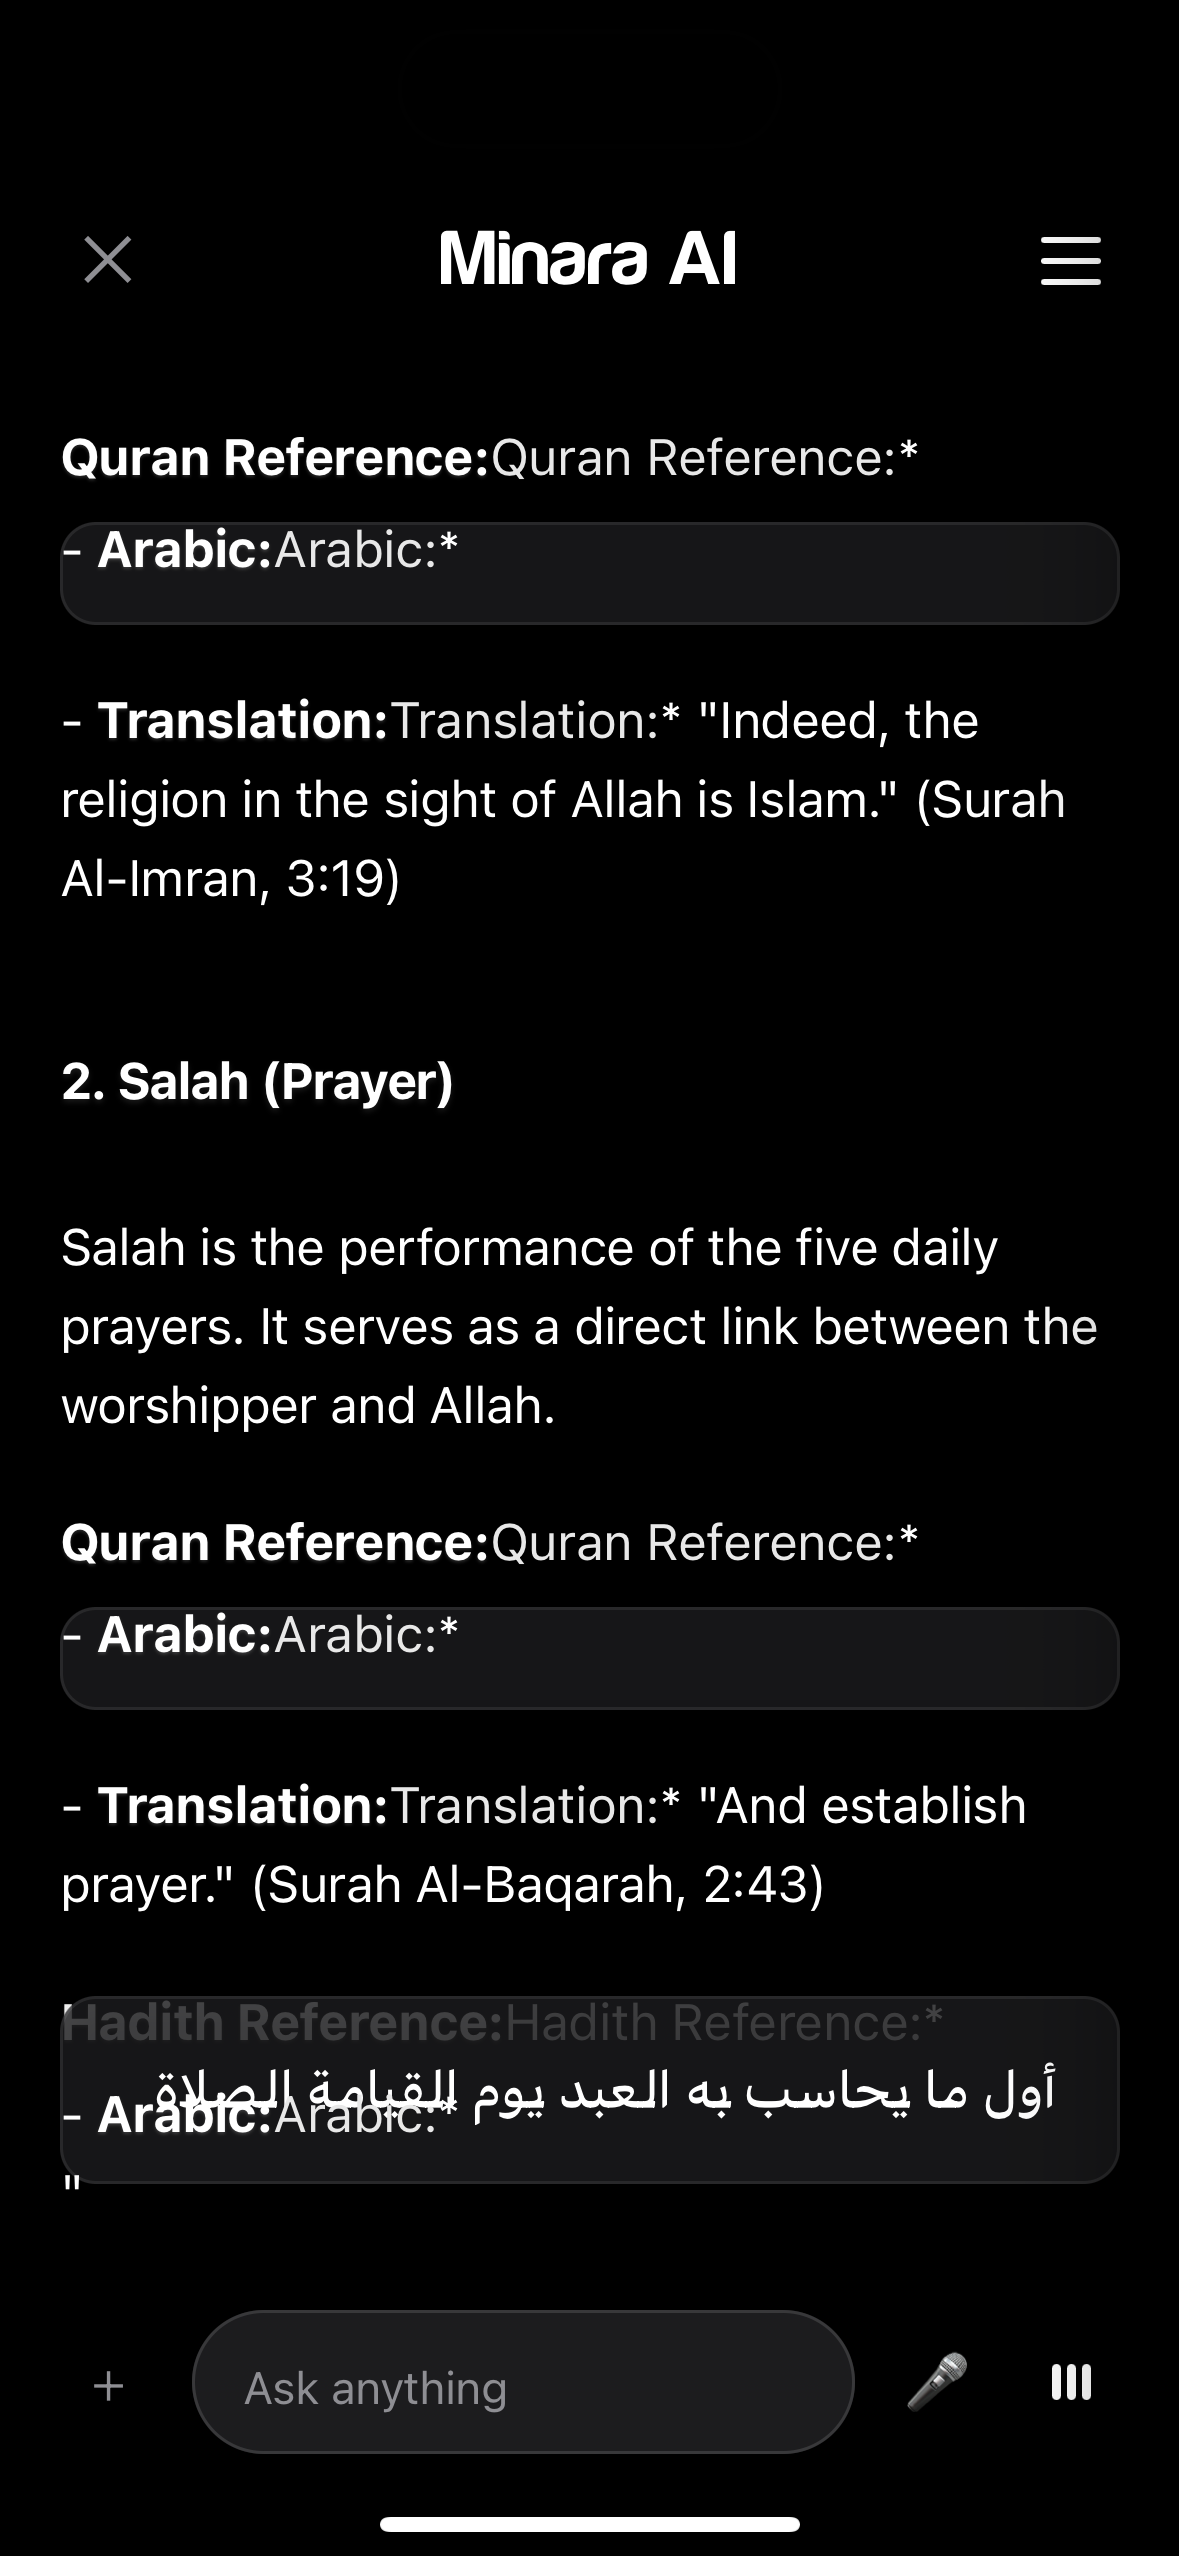 Minara AI
Quran Reference:Quran Reference:*
- Arabic:Arabic:*
- Translation:Translation:* "Indeed, the
religion in the sight of Allah is Islam." (Surah
Al-Imran, 3:19)
2. Salah (Prayer)
Salah is the performance of the five daily
prayers. It serves as a direct link between the
worshipper and Allah.
Quran Reference:Quran Reference:*
- Arabic:Arabic:*
- Translation:Translation:* "And establish
prayer." (Surah Al-Baqarah, 2:43)
Hadith Reference:Hadith Reference:*
أول ما يحاسب به العبد يوم القيامة الصلاة
- Arabic:Arabic:*
"
Ask anything